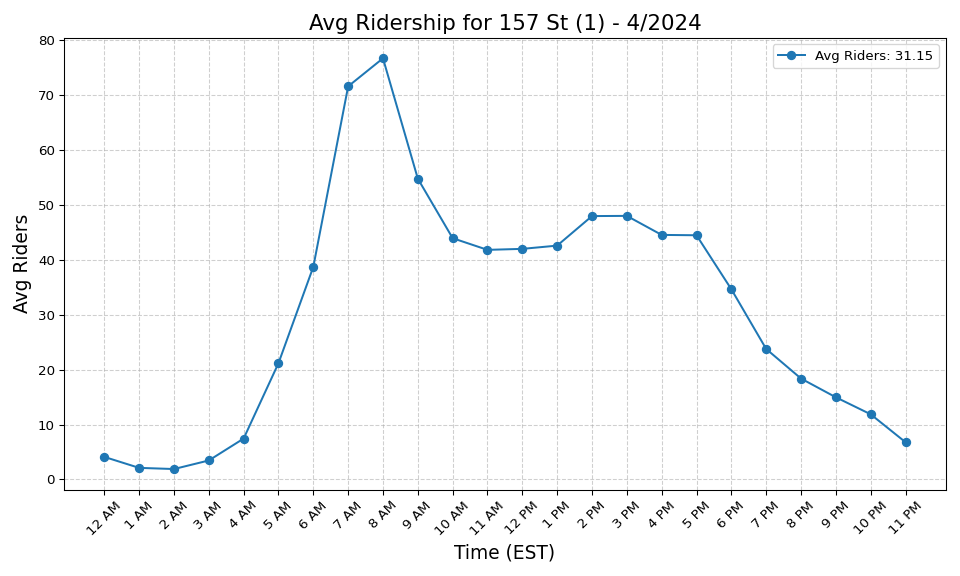 Avg Ridership for 157 St (1) - 4/2024
Avg Riders: 31.15
Avg Riders
80
70
60
50
40
30
20
10
0
12 AM
1 AM
2 AM
3 AM
4 AM
5 AM
6 AM
7 AM
8 AM
9 AM
10 AM
11 AM
12 PM
1 PM
2 PM
3 PM
4 PM
5 PM
6 PM
7 PM
8 PM
9 PM
10 PM
11 PM
Time (EST)